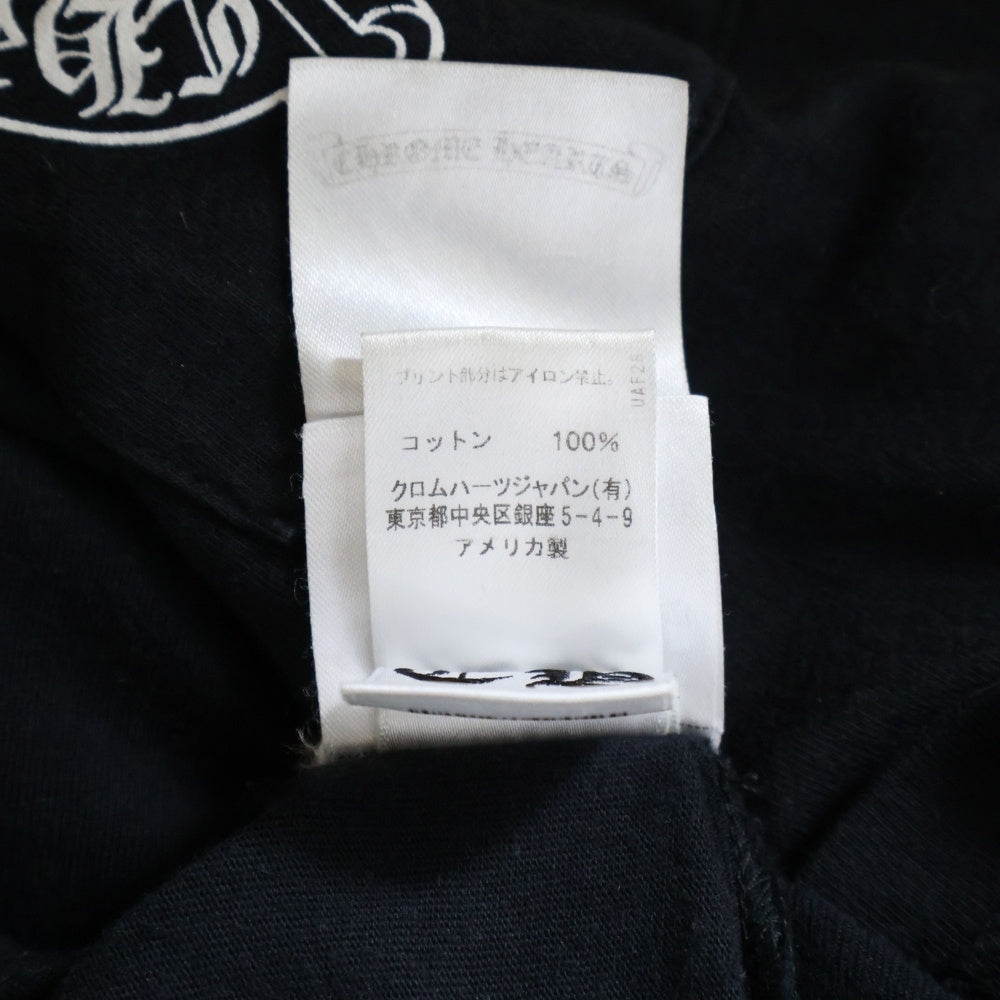 プリント部分はアイロン禁止。
コットン 100%
クロムハーツジャパン(有)
東京都中央区銀座5-4-9
アメリカ製